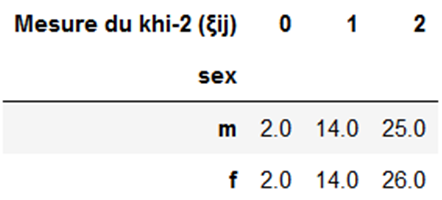 Mesure du khi-2 (ξij) 0 1 2
sex
m 2.0 14.0 25.0
f 2.0 14.0 26.0